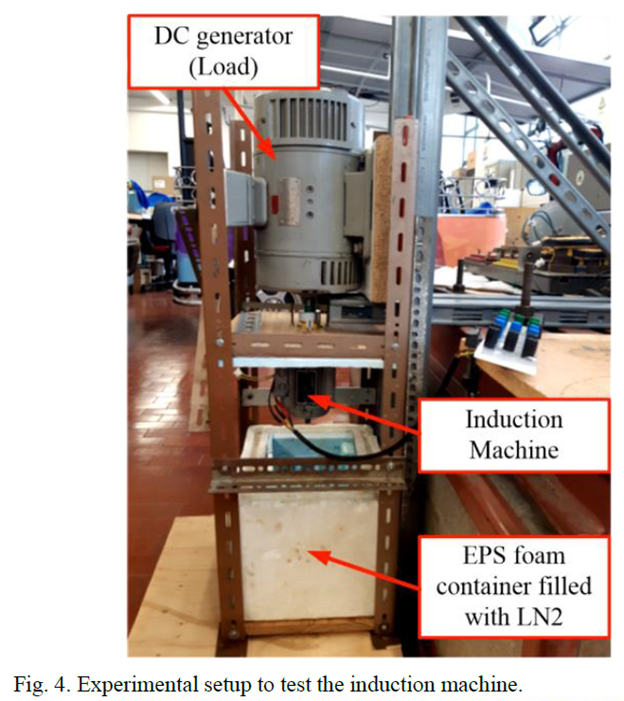 DC generator
(Load)
Induction
Machine
EPS foam
container filled
with LN2
Fig. 4. Experimental setup to test the induction machine.